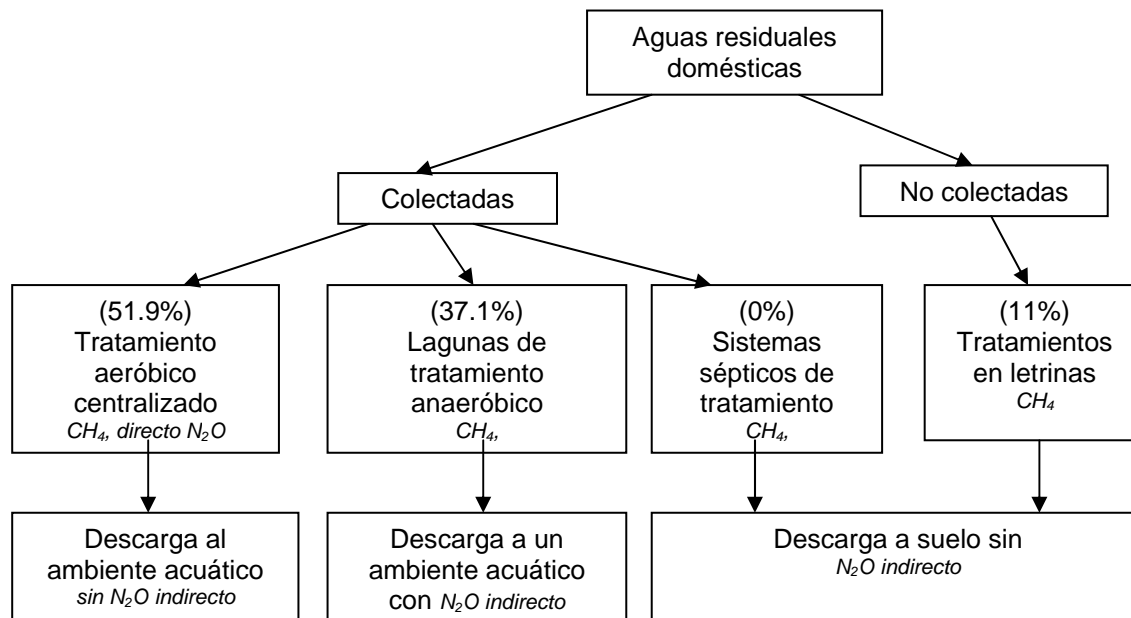 Aguas residuales
domésticas
Colectadas
No colectadas
(51.9%)
Tratamiento
aeróbico
centralizado
CH₄, directo N₂O
(37.1%)
Lagunas de
tratamiento
anaeróbico
CH₄,
(0%)
Sistemas
sépticos de
tratamiento
CH₄,
(11%)
Tratamientos
en letrinas
CH₄
Descarga al
ambiente acuático
sin N₂O indirecto
Descarga a un
ambiente acuático
con N₂O indirecto
Descarga a suelo sin
N₂O indirecto